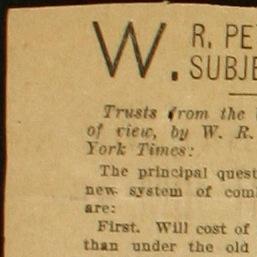 W. R. PE
SUBJE
Trusts from the
of view, by W. R.
York Times:
The principal quest
new system of com
are:
First. Will cost of
than under the old